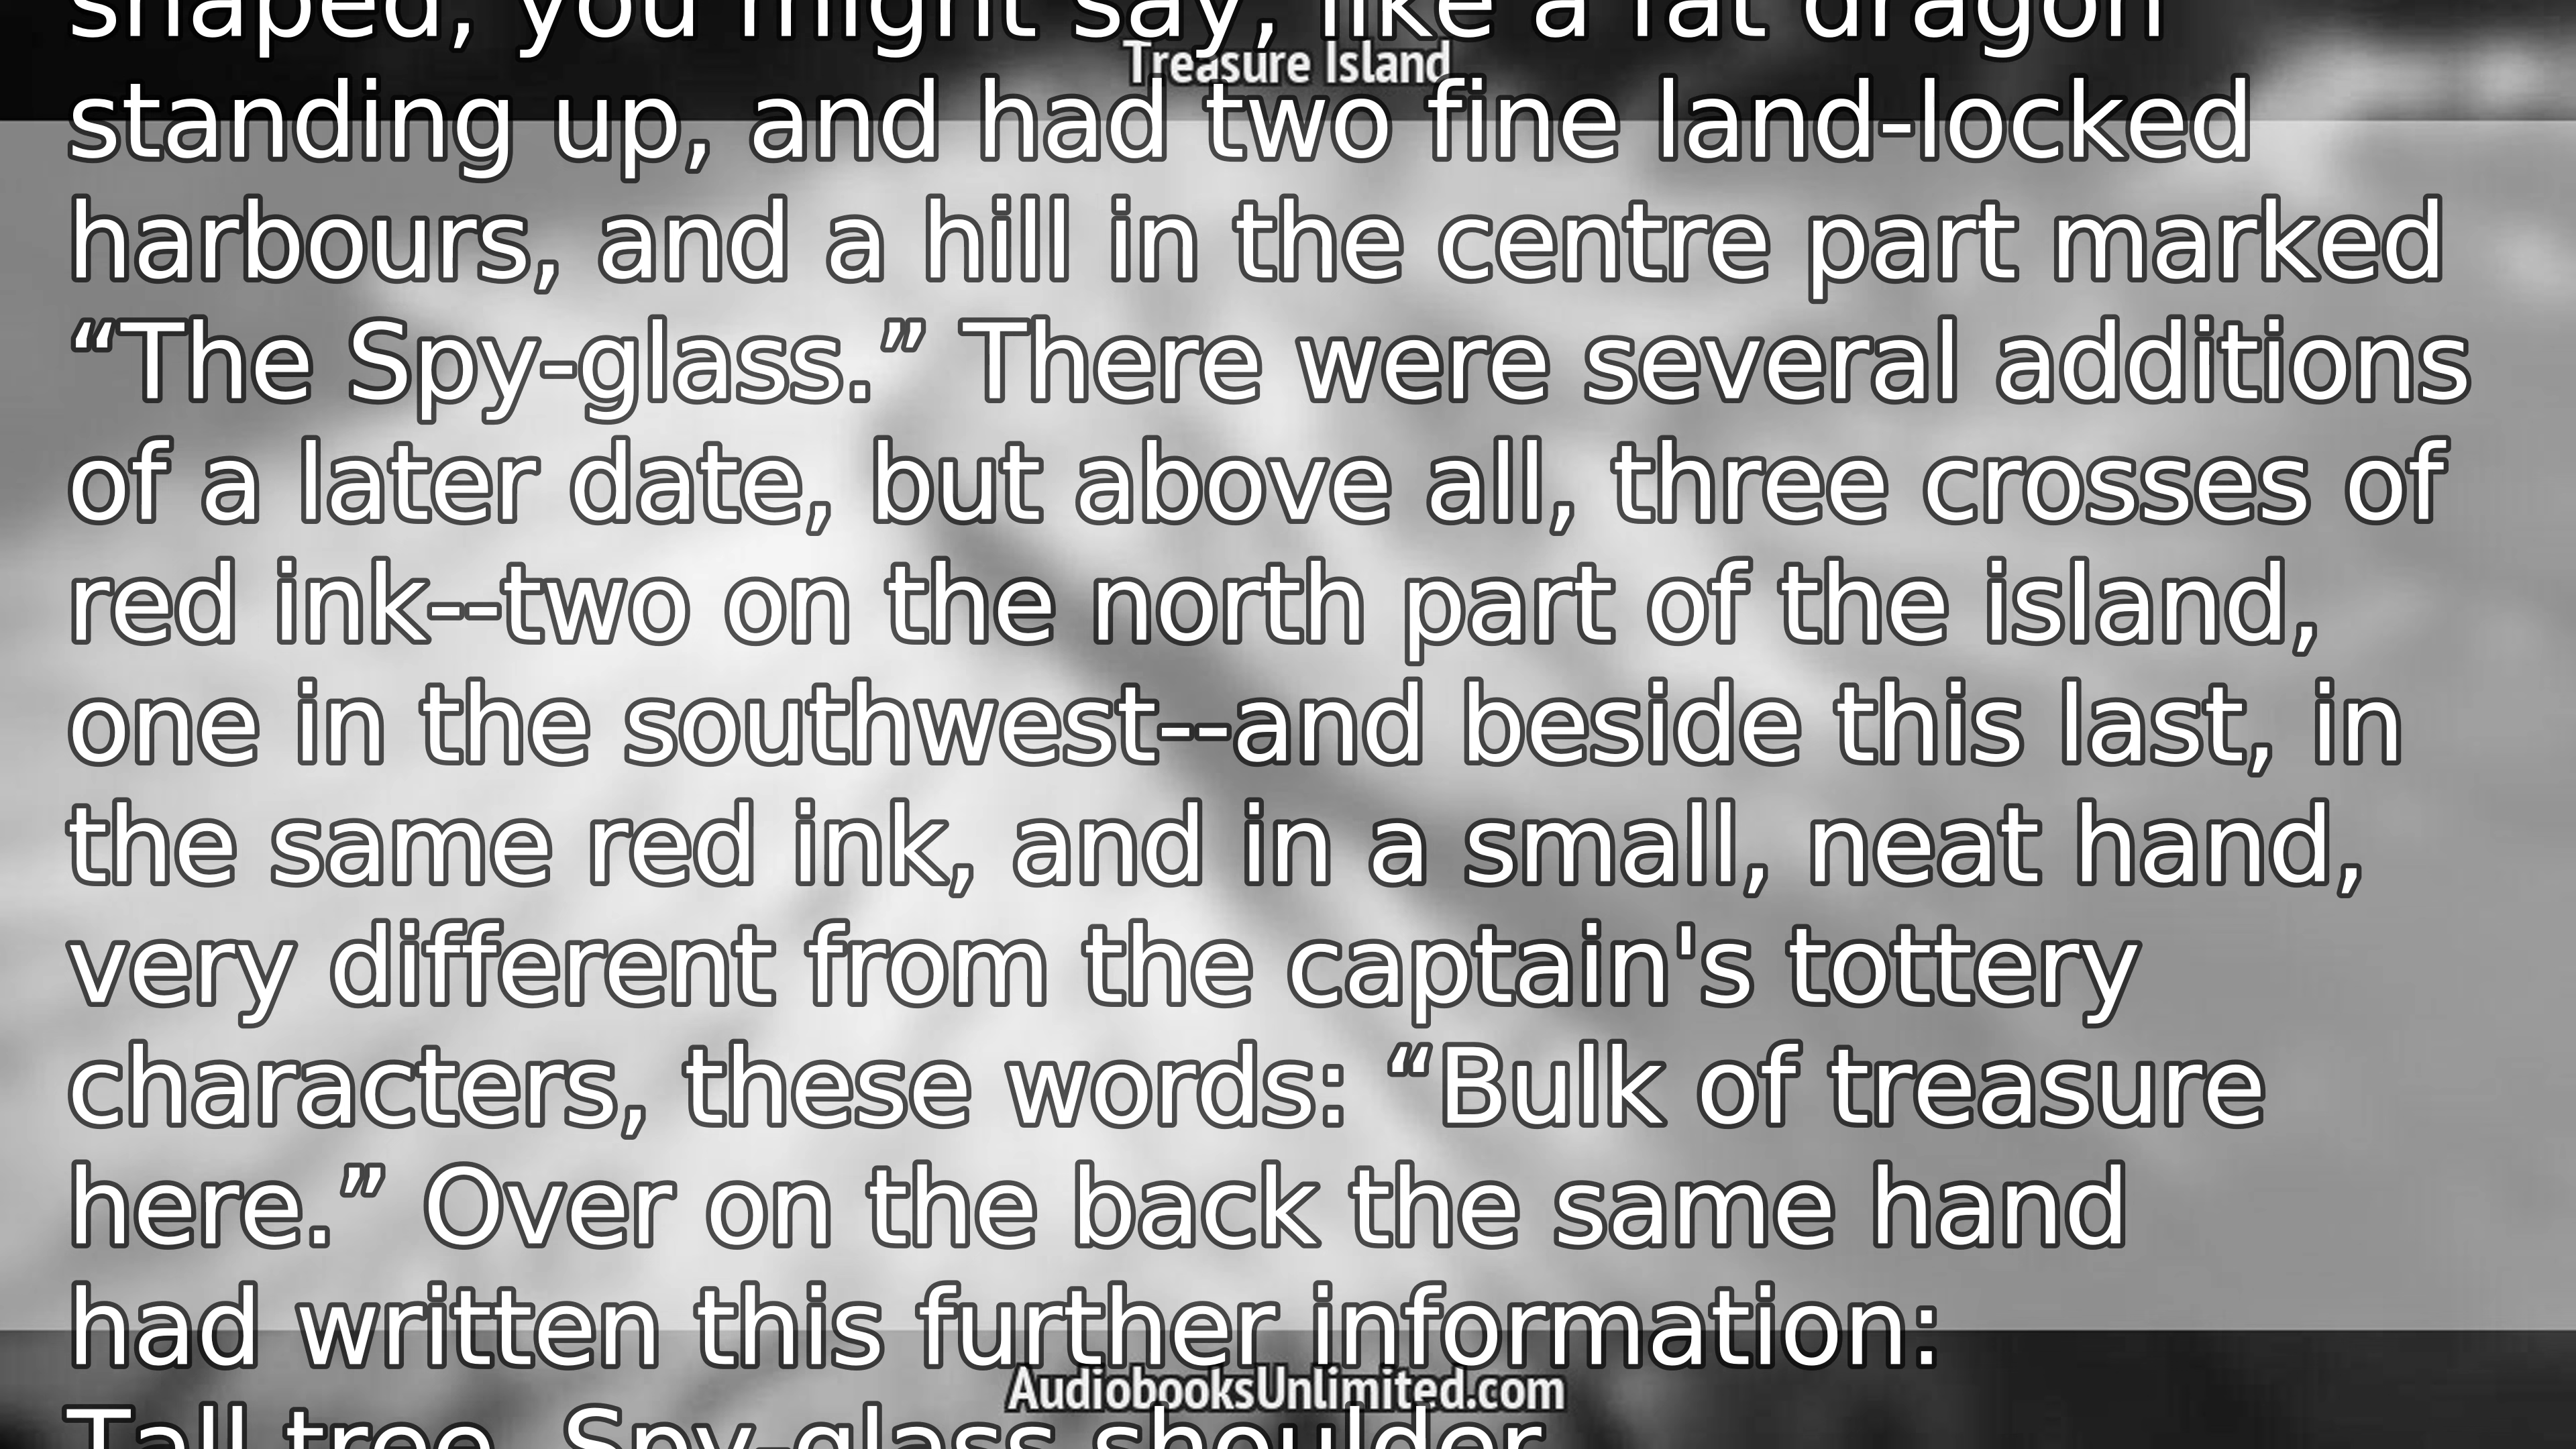 shaped, you might say, like a fat dragon
Treasure Island
standing up, and had two fine land-locked
harbours, and a hill in the centre part marked
“The Spy-glass.” There were several additions
of a later date, but above all, three crosses of
red ink--two on the north part of the island,
one in the southwest--and beside this last, in
the same red ink, and in a small, neat hand,
very different from the captain's tottery
characters, these words: “Bulk of treasure
here.” Over on the back the same hand
had written this further information:
AudiobooksUnlimited.com
Tall tree, Spy-glass shoulder